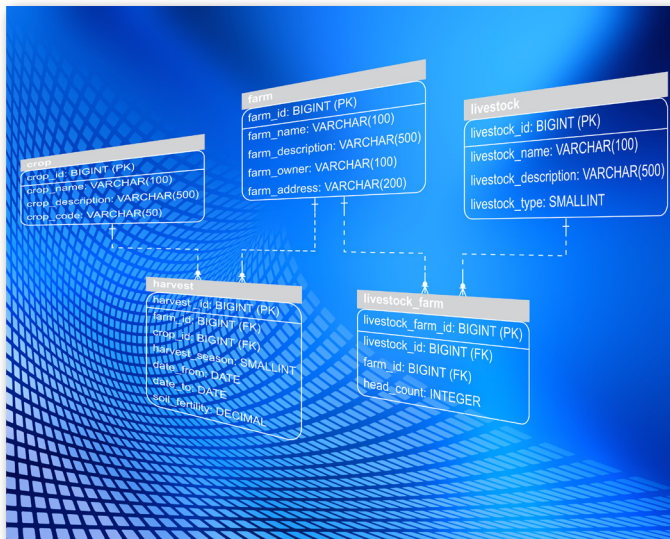 crop
crop_id: BIGINT (PK)
crop_name: VARCHAR(100)
crop_description: VARCHAR(500)
crop_code: VARCHAR(50)
farm
farm_id: BIGINT (PK)
farm_name: VARCHAR(100)
farm_description: VARCHAR(500)
farm_owner: VARCHAR(100)
farm_address: VARCHAR(200)
livestock
livestock_id: BIGINT (PK)
livestock_name: VARCHAR(100)
livestock_description: VARCHAR(500)
livestock_type: SMALLINT
harvest
harvest_id: BIGINT (PK)
farm_id: BIGINT (FK)
crop_id: BIGINT (FK)
harvest_season: SMALLINT
date_from: DATE
date_to: DATE
soil_fertility: DECIMAL
livestock_farm
livestock_farm_id: BIGINT (PK)
livestock_id: BIGINT (FK)
farm_id: BIGINT (FK)
head_count: INTEGER